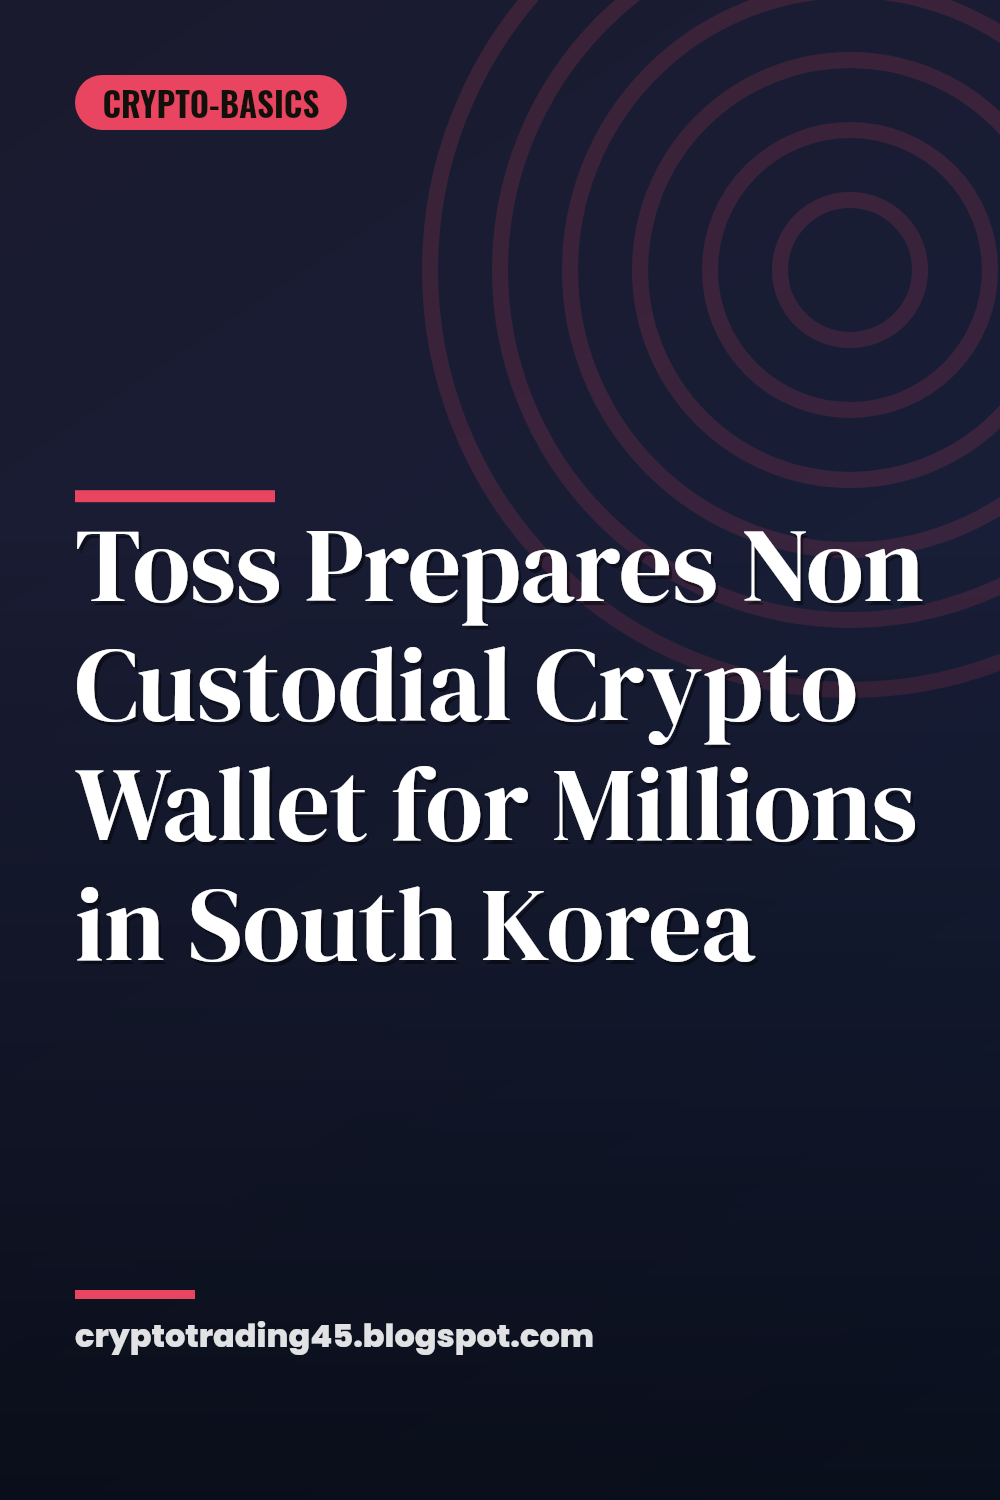 CRYPTO-BASICS
Toss Prepares Non
Custodial Crypto
Wallet for Millions
in South Korea
cryptotrading45.blogspot.com